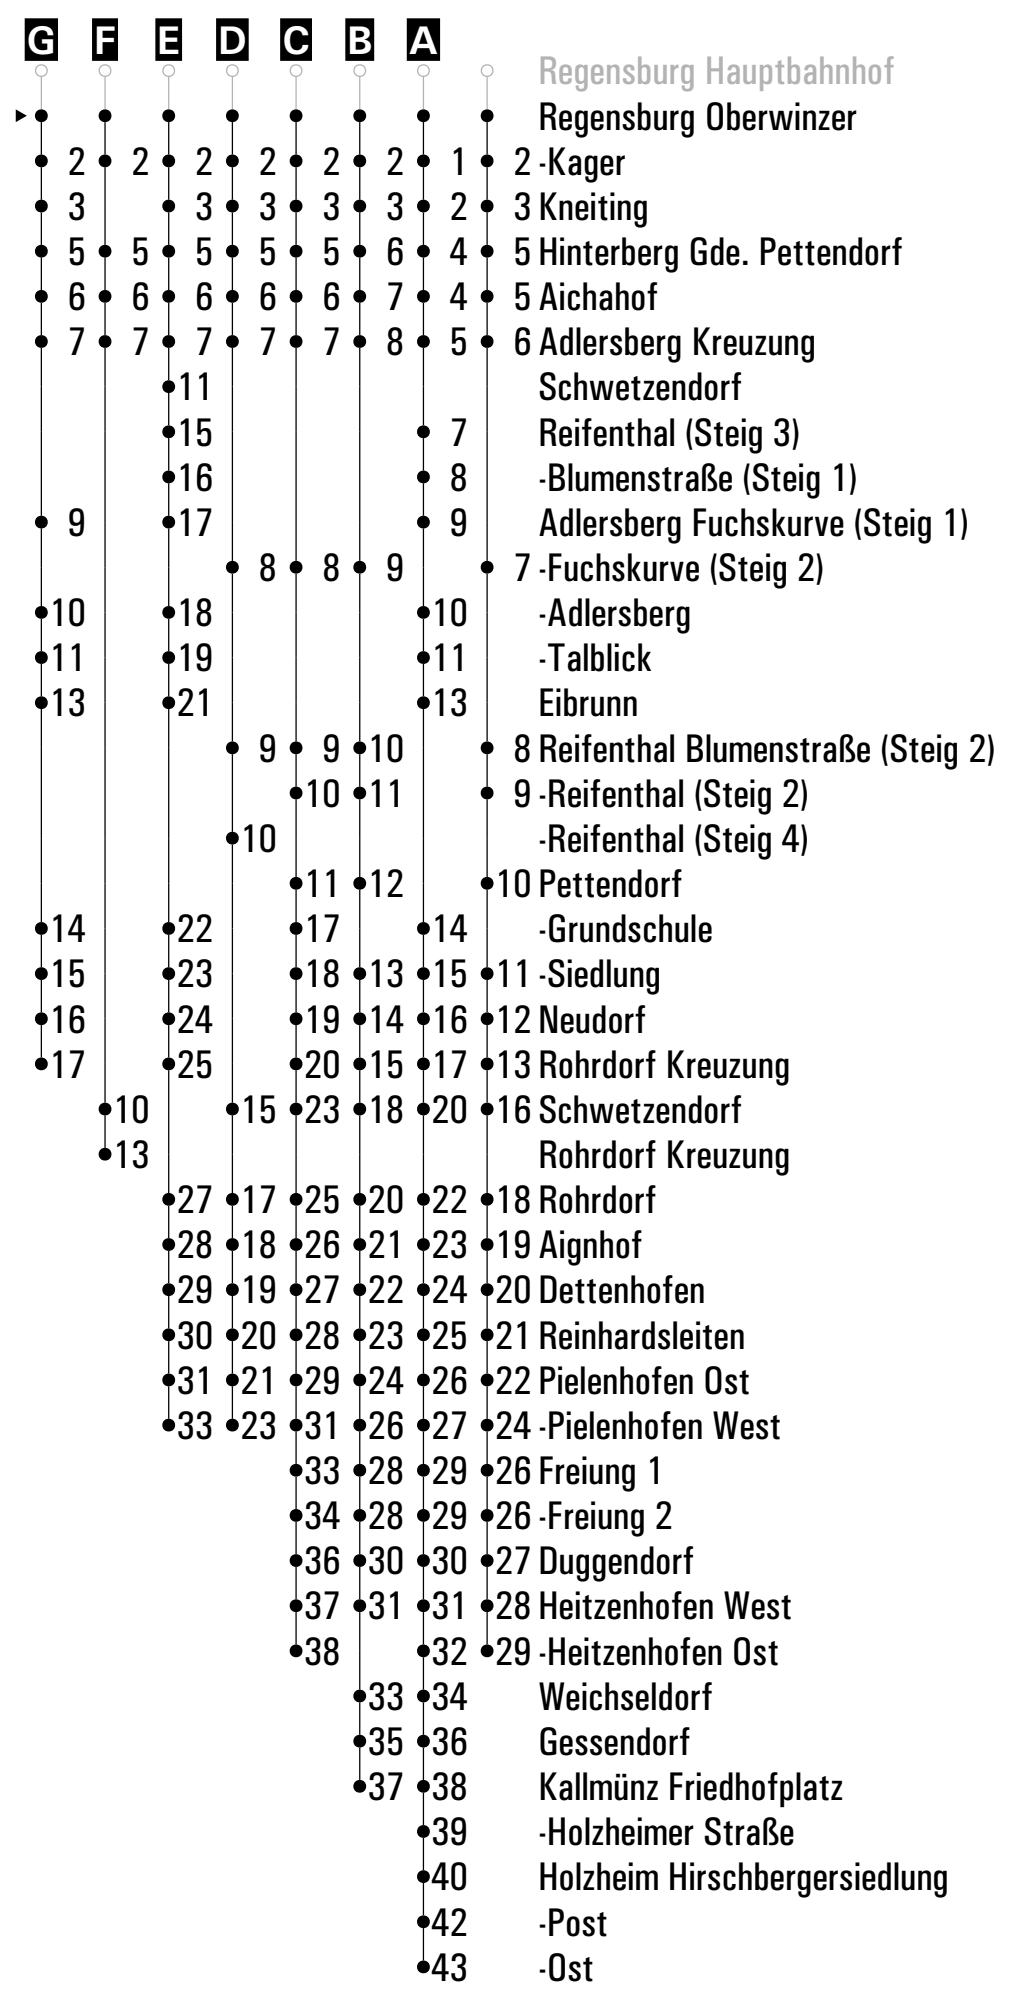 G F E D C B A
Regensburg Hauptbahnhof
Regensburg Oberwinzer
2 2 2 2 2 2 1 2 -Kager
3 3 3 3 3 2 3 Kneiting
5 5 5 5 5 6 4 5 Hinterberg Gde. Pettendorf
6 6 6 6 6 7 4 5 Aichahof
7 7 7 7 7 8 5 6 Adlersberg Kreuzung
11 Schwetzendorf
15 7 Reifenthal (Steig 3)
16 8 -Blumenstraße (Steig 1)
9 17 9 Adlersberg Fuchskurve (Steig 1)
8 8 9 7 -Fuchskurve (Steig 2)
10 18 10 -Adlersberg
11 19 11 -Talblick
13 21 13 Eibrunn
9 9 10 8 Reifenthal Blumenstraße (Steig 2)
10 11 9 -Reifenthal (Steig 2)
10 -Reifenthal (Steig 4)
11 12 10 Pettendorf
14 22 17 14 -Grundschule
15 23 18 13 15 11 -Siedlung
16 24 19 14 16 12 Neudorf
17 25 20 15 17 13 Rohrdorf Kreuzung
10 15 23 18 20 16 Schwetzendorf
13 Rohrdorf Kreuzung
27 17 25 20 22 18 Rohrdorf
28 18 26 21 23 19 Aignhof
29 19 27 22 24 20 Dettenhofen
30 20 28 23 25 21 Reinhardsleiten
31 21 29 24 26 22 Pielenhofen Ost
33 23 31 26 27 24 -Pielenhofen West
33 28 29 26 Freiung 1
34 28 29 26 -Freiung 2
36 30 30 27 Duggendorf
37 31 31 28 Heitzenhofen West
38 32 29 -Heitzenhofen Ost
33 34 Weichseldorf
35 36 Gessendorf
37 38 Kallmünz Friedhofplatz
39 -Holzheimer Straße
40 Holzheim Hirschbergersiedlung
42 -Post
43 -Ost